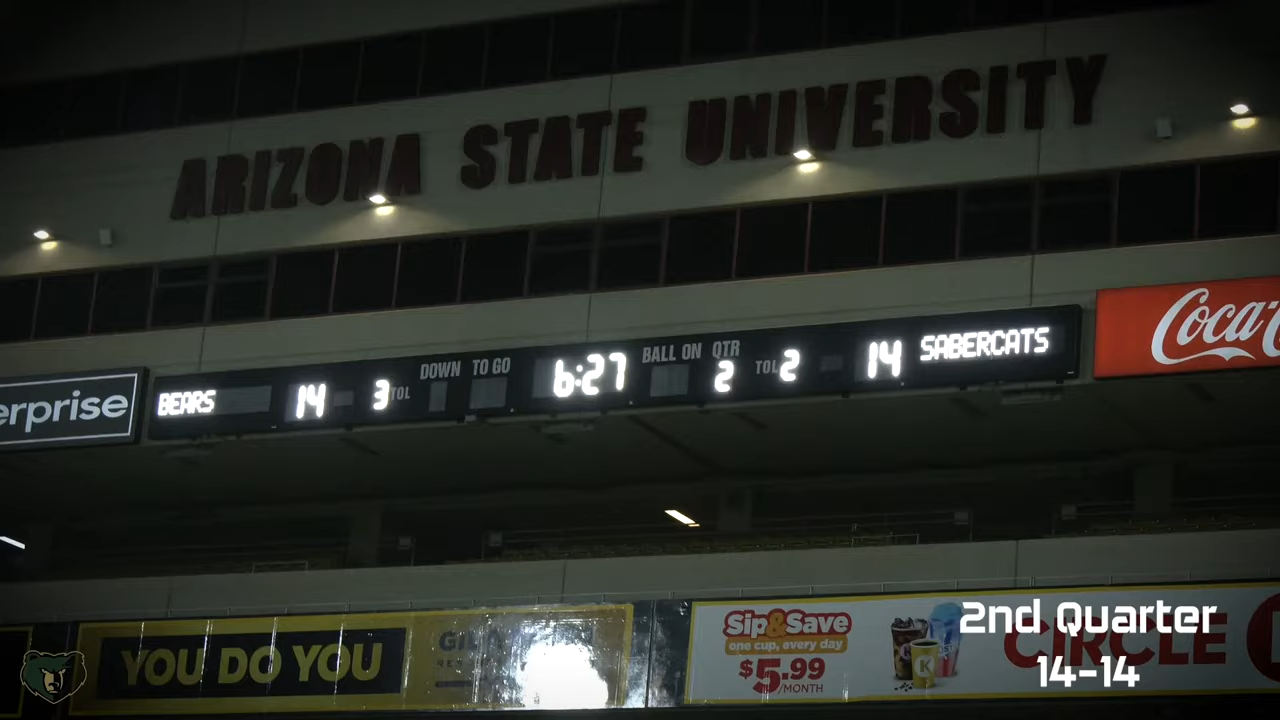 ARIZONA STATE UNIVERSITY
erprise
BEARS 14 3 TOL DOWN TO GO 6:27 BALL ON QTR 2 TOL 2 14 SABERCATS
Coca-C
YOU DO YOU
Sip&Save
one cup, every day
$5.99
/MONTH
CIRCLE
K
2nd Quarter
14-14